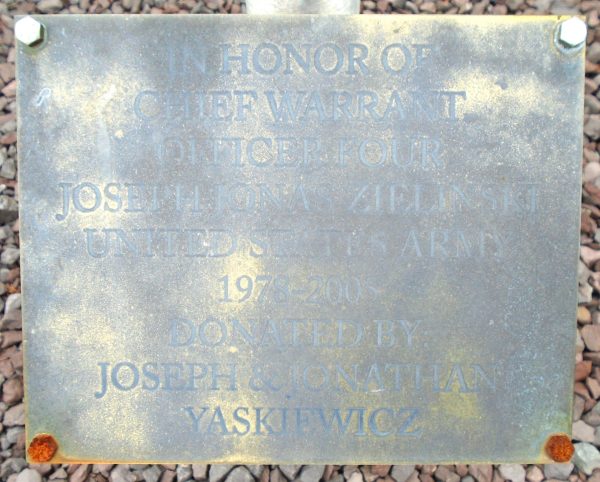 IN HONOR OF
CHIEF WARRANT
OFFICER FOUR
JOSEPH JONAS ZIELINSKI
UNITED STATES ARMY
1978-2005
DONATED BY
JOSEPH & JONATHAN
YASKIEWICZ